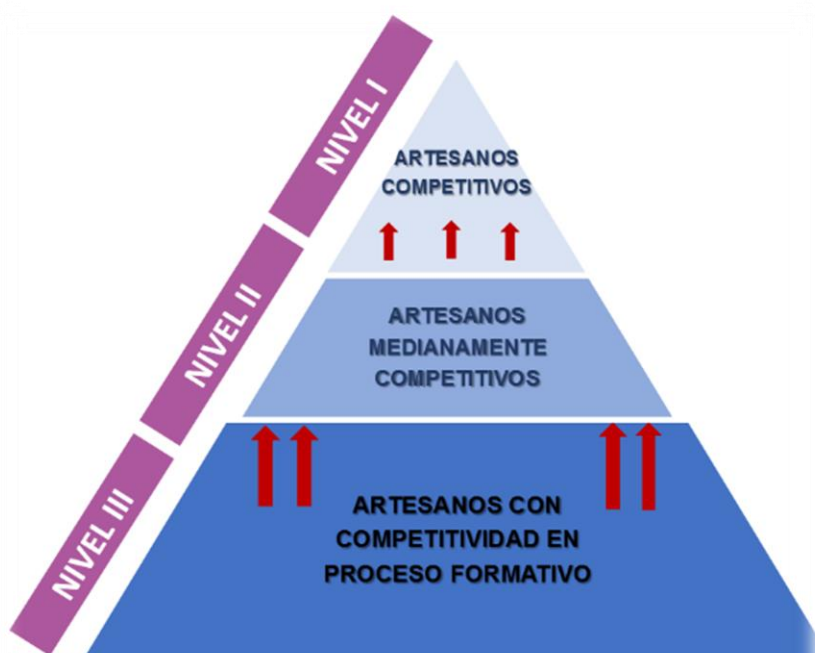 NIVEL I
ARTESANOS
COMPETITIVOS
NIVEL II
ARTESANOS
MEDIANAMENTE
COMPETITIVOS
NIVEL III
ARTESANOS CON
COMPETITIVIDAD EN
PROCESO FORMATIVO